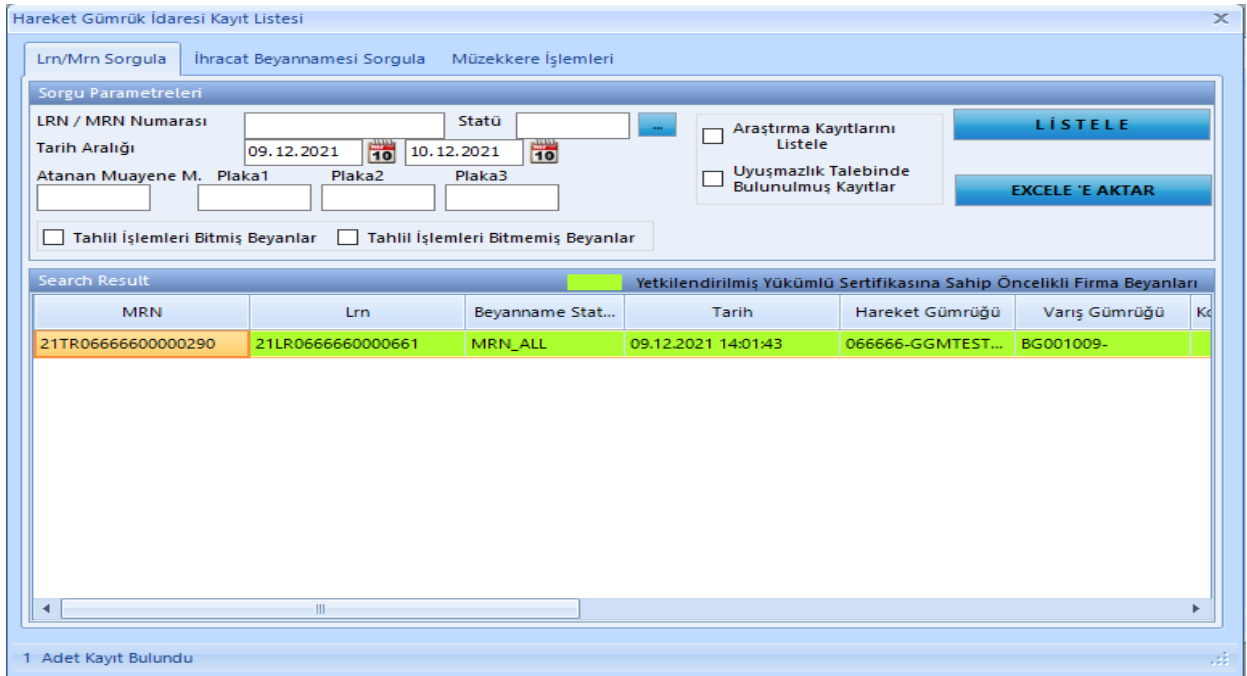 Hareket Gümrük İdaresi Kayıt Listesi
Lrn/Mrn Sorgula İhracat Beyannamesi Sorgula Müzekkere İşlemleri
Sorgu Parametreleri
LRN / MRN Numarası Statü ...
Tarih Aralığı 09.12.2021 10 10.12.2021 10
Atanan Muayene M. Plaka1 Plaka2 Plaka3
Araştırma Kayıtlarını
Listele
Uyuşmazlık Talebinde
Bulunulmuş Kayıtlar
LİSTELE
EXCELE 'E AKTAR
Tahlil İşlemleri Bitmiş Beyanlar Tahlil İşlemleri Bitmemiş Beyanlar
Search Result Yetkilendirilmiş Yükümlü Sertifikasına Sahip Öncelikli Firma Beyanları
MRN Lrn Beyanname Stat... Tarih Hareket Gümrüğü Varış Gümrüğü
21TR06666600000290 21LR0666660000661 MRN_ALL 09.12.2021 14:01:43 066666-GGMTEST... BG001009-
1 Adet Kayıt Bulundu